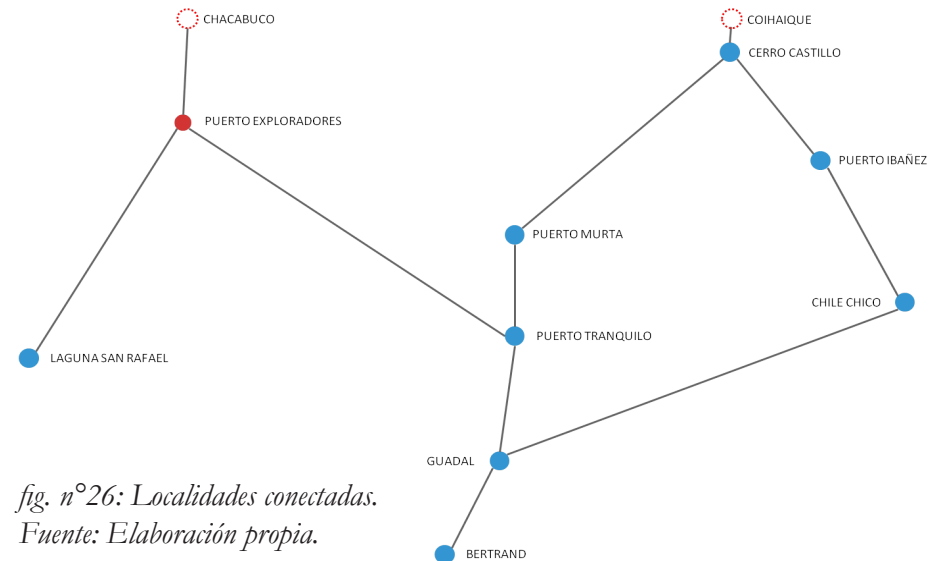 CHACABUCO
COIHAIQUE
CERRO CASTILLO
PUERTO EXPLORADORES
PUERTO IBAÑEZ
PUERTO MURTA
CHILE CHICO
PUERTO TRANQUILO
LAGUNA SAN RAFAEL
GUADAL
fig. n°26: Localidades conectadas.
Fuente: Elaboración propia.
BERTRAND